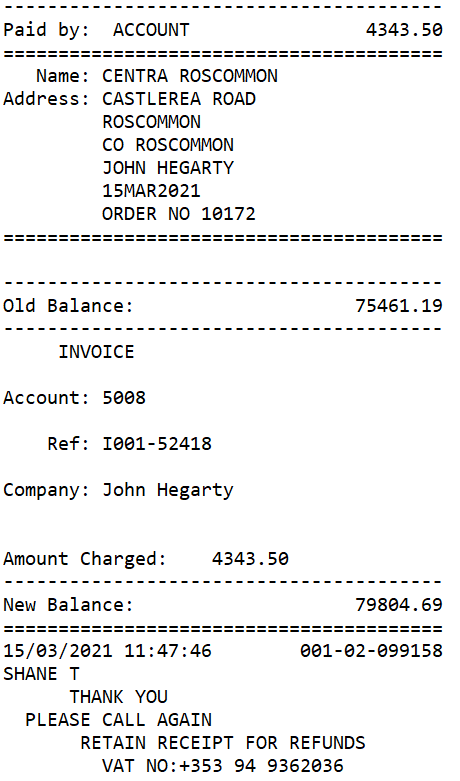 ----------------------------------------
Paid by:  ACCOUNT                4343.50
========================================
   Name: CENTRA ROSCOMMON
Address: CASTLEREA ROAD
         ROSCOMMON
         CO ROSCOMMON
         JOHN HEGARTY
         15MAR2021
         ORDER NO 10172
========================================
----------------------------------------
Old Balance:                    75461.19
----------------------------------------
     INVOICE
Account: 5008
    Ref: I001-52418
Company: John Hegarty
Amount Charged:    4343.50
----------------------------------------
New Balance:                    79804.69
========================================
15/03/2021 11:47:46        001-02-099158
SHANE T
      THANK YOU
  PLEASE CALL AGAIN
       RETAIN RECEIPT FOR REFUNDS
         VAT NO:+353 94 9362036